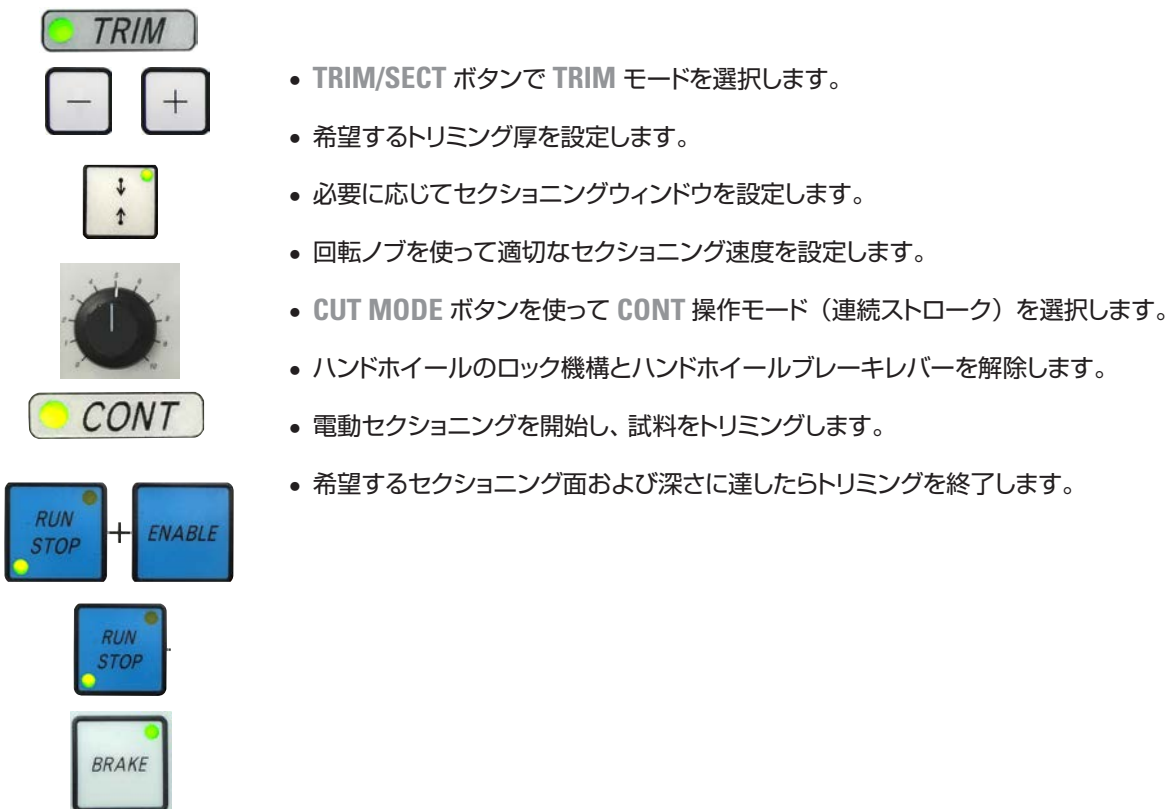 TRIM
− +
• TRIM/SECT ボタンで TRIM モードを選択します。
• 希望するトリミング厚を設定します。
• 必要に応じてセクショニングウィンドウを設定します。
• 回転ノブを使って適切なセクショニング速度を設定します。
• CUT MODE ボタンを使って CONT 操作モード（連続ストローク）を選択します。
• ハンドホイールのロック機構とハンドホイールブレーキレバーを解除します。
• 電動セクショニングを開始し、試料をトリミングします。
• 希望するセクショニング面および深さに達したらトリミングを終了します。
CONT
RUN
STOP
+
ENABLE
RUN
STOP
BRAKE